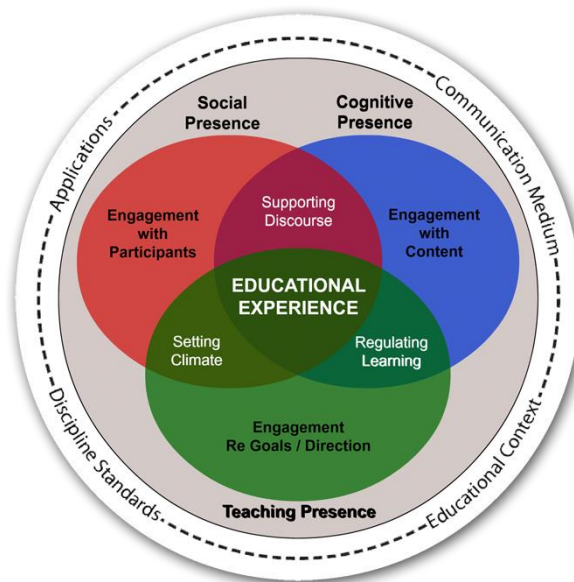 Applications
Communication Medium
Social
Presence
Cognitive
Presence
Supporting
Discourse
Engagement
with
Participants
Engagement
with
Content
EDUCATIONAL
EXPERIENCE
Setting
Climate
Regulating
Learning
Engagement
Re Goals / Direction
Teaching Presence
Discipline Standards
Educational Context